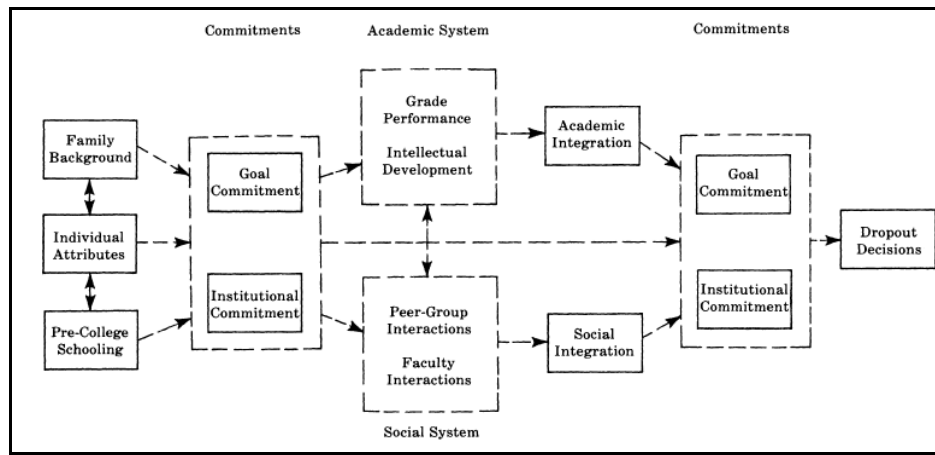 Commitments
Academic System
Commitments
Family
Background
Individual
Attributes
Pre-College
Schooling
Goal
Commitment
Institutional
Commitment
Grade
Performance
Intellectual
Development
Peer-Group
Interactions
Faculty
Interactions
Social System
Academic
Integration
Social
Integration
Goal
Commitment
Institutional
Commitment
Dropout
Decisions